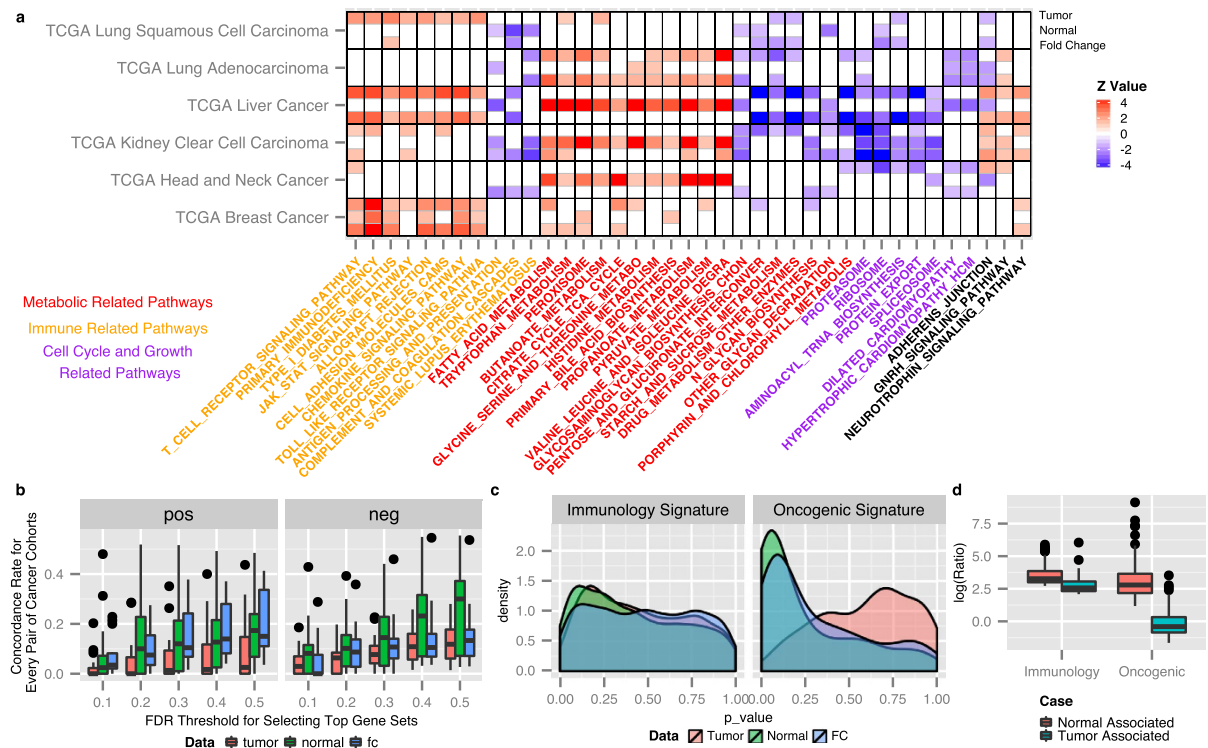 a
TCGA Lung Squamous Cell Carcinoma
TCGA Lung Adenocarcinoma
TCGA Liver Cancer
TCGA Kidney Clear Cell Carcinoma
TCGA Head and Neck Cancer
TCGA Breast Cancer
Tumor
Normal
Fold Change
Z Value
4
2
0
-2
-4
Metabolic Related Pathways
Immune Related Pathways
Cell Cycle and Growth
Related Pathways
T_CELL_RECEPTOR_SIGNALING_PATHWAY
PRIMARY_IMMUNODEFICIENCY
TYPE_I_DIABETES_MELLITUS
JAK_STAT_SIGNALING_PATHWAY
ALLOGRAFT_REJECTION
CELL_ADHESION_MOLECULES_CAMS
CHEMOKINE_SIGNALING_PATHWAY
TOLL_LIKE_RECEPTOR_SIGNALING_PATHWA
ANTIGEN_PROCESSING_AND_PRESENTATION
COMPLEMENT_AND_COAGULATION_CASCADES
SYSTEMIC_LUPUS_ERYTHEMATOSUS
FATTY_ACID_METABOLISM
TRYPTOPHAN_METABOLISM
PEROXISOME
BUTANOATE_METABOLISM
CITRATE_CYCLE_TCA_CYCLE
GLYCINE_SERINE_AND_THREONINE_METABO
HISTIDINE_METABOLISM
PRIMARY_BILE_ACID_BIOSYNTHESIS
PROPANOATE_METABOLISM
PYRUVATE_METABOLISM
VALINE_LEUCINE_AND_ISOLEUCINE_DEGRA
GLYCOSAMINOGLYCAN_BIOSYNTHESIS_CHON
PENTOSE_AND_GLUCURONATE_INTERCONVER
STARCH_AND_SUCROSE_METABOLISM
DRUG_METABOLISM_OTHER_ENZYMES
N_GLYCAN_BIOSYNTHESIS
OTHER_GLYCAN_DEGRADATION
PORPHYRIN_AND_CHLOROPHYLL_METABOLIS
PROTEASOME
RIBOSOME
AMINOACYL_TRNA_BIOSYNTHESIS
PROTEIN_EXPORT
SPLICEOSOME
DILATED_CARDIOMYOPATHY
HYPERTROPHIC_CARDIOMYOPATHY_HCM
ADHERENS_JUNCTION
GNRH_SIGNALING_PATHWAY
NEUROTROPHIN_SIGNALING_PATHWAY
b
pos
neg
Concordance Rate for
Every Pair of Cancer Cohorts
0.4
0.2
0.0
0.1 0.2 0.3 0.4 0.5 0.1 0.2 0.3 0.4 0.5
FDR Threshold for Selecting Top Gene Sets
Data tumor normal fc
c
Immunology Signature
Oncogenic Signature
density
2.0
1.5
1.0
0.5
0.0
0.00 0.25 0.50 0.75 1.00 0.00 0.25 0.50 0.75 1.00
p_value
Data Tumor Normal FC
d
log(Ratio)
7.5
5.0
2.5
0.0
Immunology Oncogenic
Case
Normal Associated
Tumor Associated